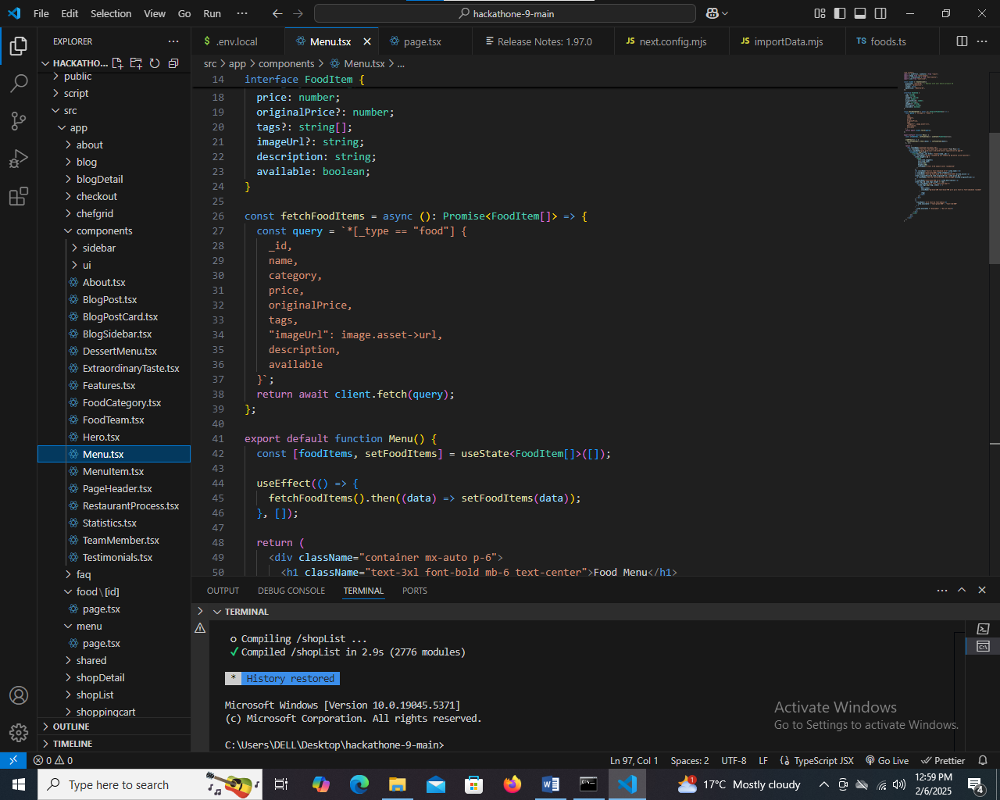 File Edit Selection View Go Run ··· hackathone-9-main
EXPLORER ···
.env.local Menu.tsx page.tsx Release Notes: 1.97.0 next.config.mjs importData.mjs TS foods.ts
HACKATHO...
src > app > components > Menu.tsx > ...
public
script
src
app
about
blog
blogDetail
checkout
chefgrid
components
sidebar
ui
About.tsx
BlogPost.tsx
BlogPostCard.tsx
BlogSidebar.tsx
DessertMenu.tsx
ExtraordinaryTaste.tsx
Features.tsx
FoodCategory.tsx
FoodTeam.tsx
Hero.tsx
Menu.tsx
MenuItem.tsx
PageHeader.tsx
RestaurantProcess.tsx
Statistics.tsx
TeamMember.tsx
Testimonials.tsx
faq
food\[id]
page.tsx
menu
page.tsx
shared
shopDetail
shopList
shoppingcart
OUTLINE
TIMELINE
14 interface FoodItem {
18 price: number;
19 originalPrice?: number;
20 tags?: string[];
21 imageUrl?: string;
22 description: string;
23 available: boolean;
24 }
25
26 const fetchFoodItems = async (): Promise<FoodItem[]> => {
27 const query = `*[_type == "food"] {
28 _id,
29 name,
30 category,
31 price,
32 originalPrice,
33 tags,
34 "imageUrl": image.asset->url,
35 description,
36 available
37 }`;
38 return await client.fetch(query);
39 };
40
41 export default function Menu() {
42 const [foodItems, setFoodItems] = useState<FoodItem[]>([]);
43
44 useEffect(() => {
45 fetchFoodItems().then((data) => setFoodItems(data));
46 }, []);
47
48 return (
49 <div className="container mx-auto p-6">
50 <h1 className="text-3xl font-bold mb-6 text-center">Food Menu</h1>
OUTPUT DEBUG CONSOLE TERMINAL PORTS
TERMINAL
○ Compiling /shopList ...
✓ Compiled /shopList in 2.9s (2776 modules)
* History restored
Microsoft Windows [Version 10.0.19045.5371]
(c) Microsoft Corporation. All rights reserved.
C:\Users\DELL\Desktop\hackathone-9-main>
Activate Windows
Go to Settings to activate Windows.
0 0 Ln 97, Col 1 Spaces: 2 UTF-8 LF TypeScript JSX Go Live Prettier
Type here to search 1 17°C Mostly cloudy 12:59 PM
2/6/2025 4